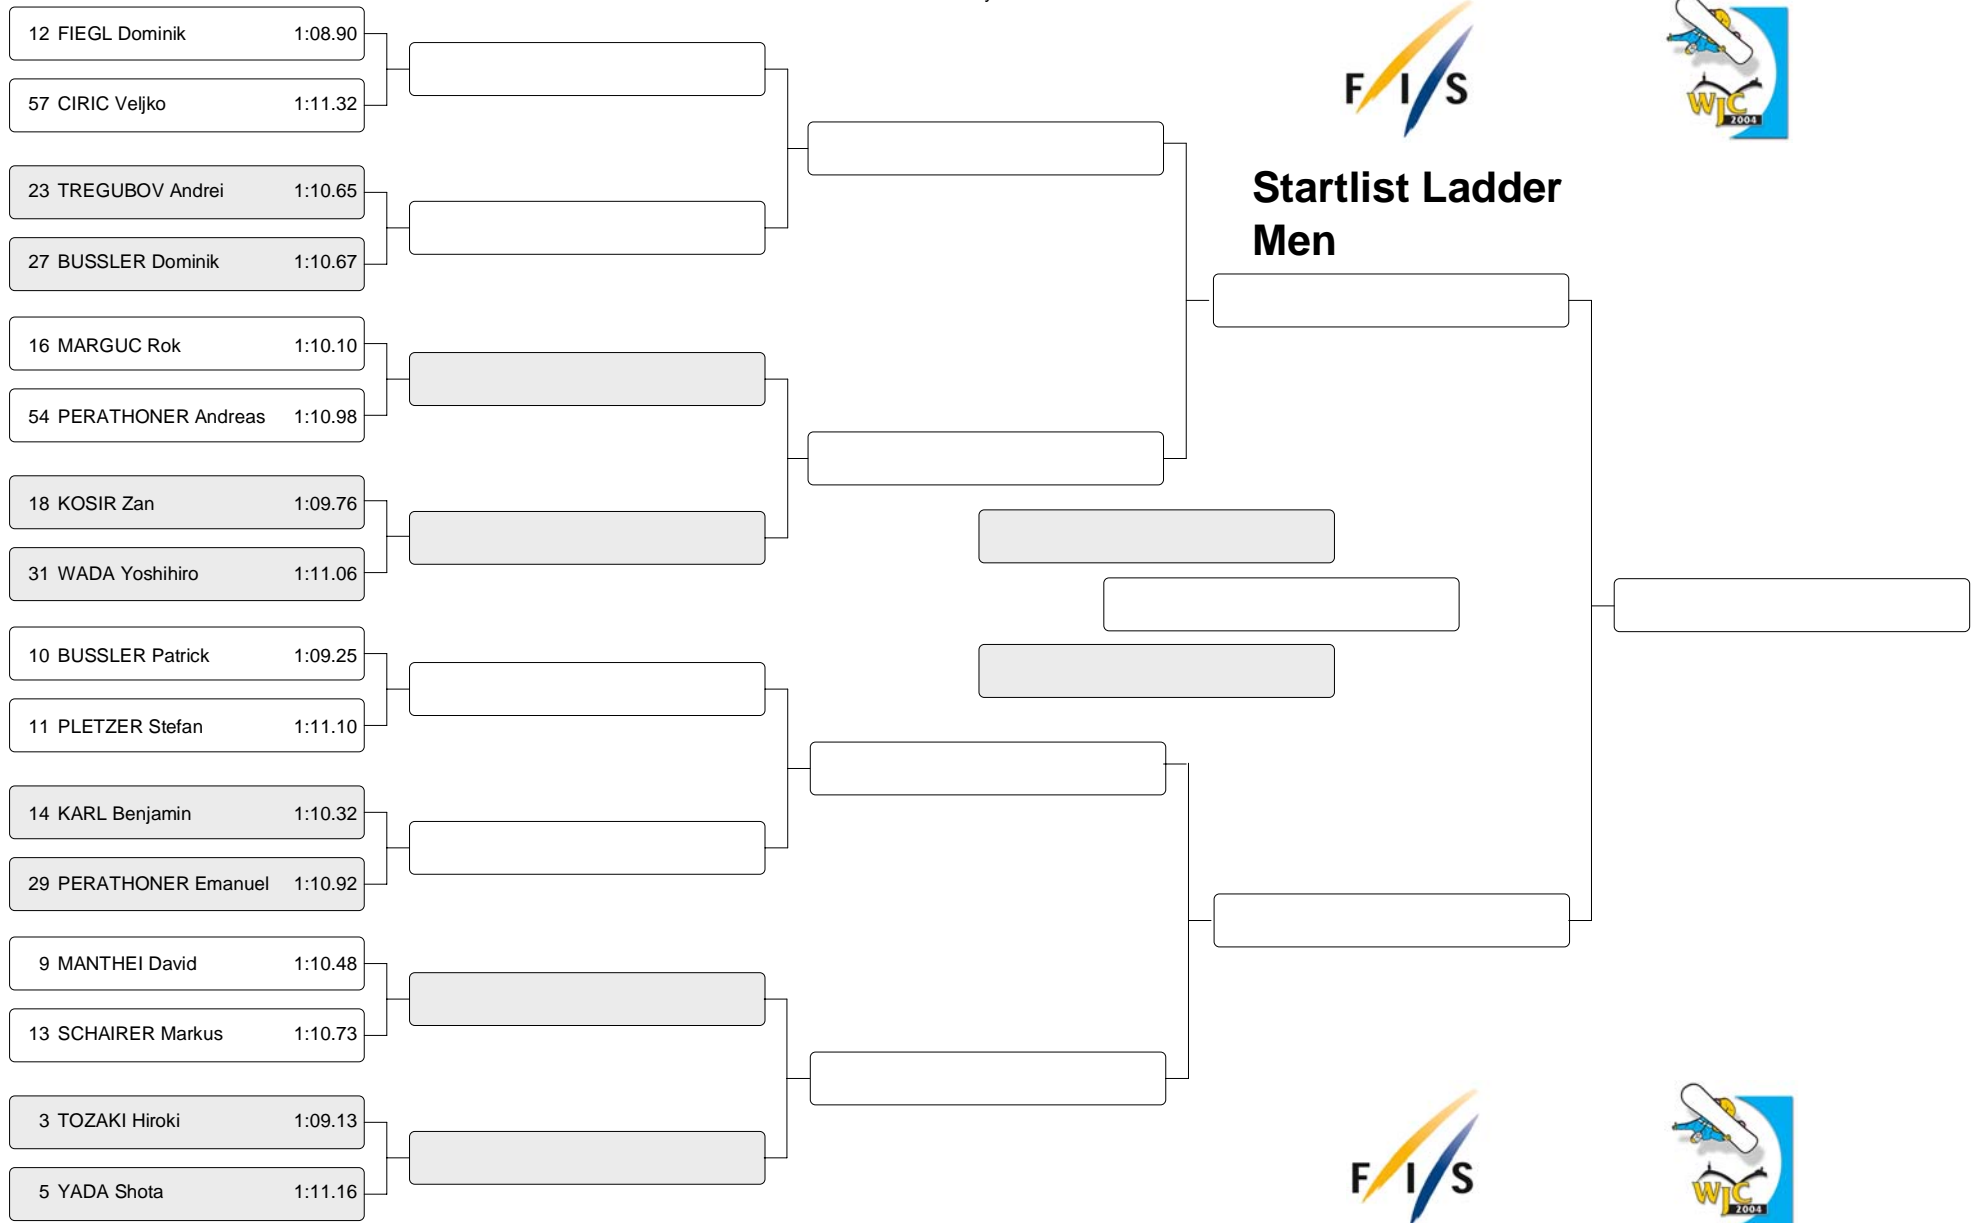 12 FIEGL Dominik 1:08.90
57 CIRIC Veljko 1:11.32
F I S
WJC
2004
23 TREGUBOV Andrei 1:10.65
Startlist Ladder
Men
27 BUSSLER Dominik 1:10.67
16 MARGUC Rok 1:10.10
54 PERATHONER Andreas 1:10.98
18 KOSIR Zan 1:09.76
31 WADA Yoshihiro 1:11.06
10 BUSSLER Patrick 1:09.25
11 PLETZER Stefan 1:11.10
14 KARL Benjamin 1:10.32
29 PERATHONER Emanuel 1:10.92
9 MANTHEI David 1:10.48
13 SCHAIRER Markus 1:10.73
3 TOZAKI Hiroki 1:09.13
5 YADA Shota 1:11.16
F I S
WJC
2004